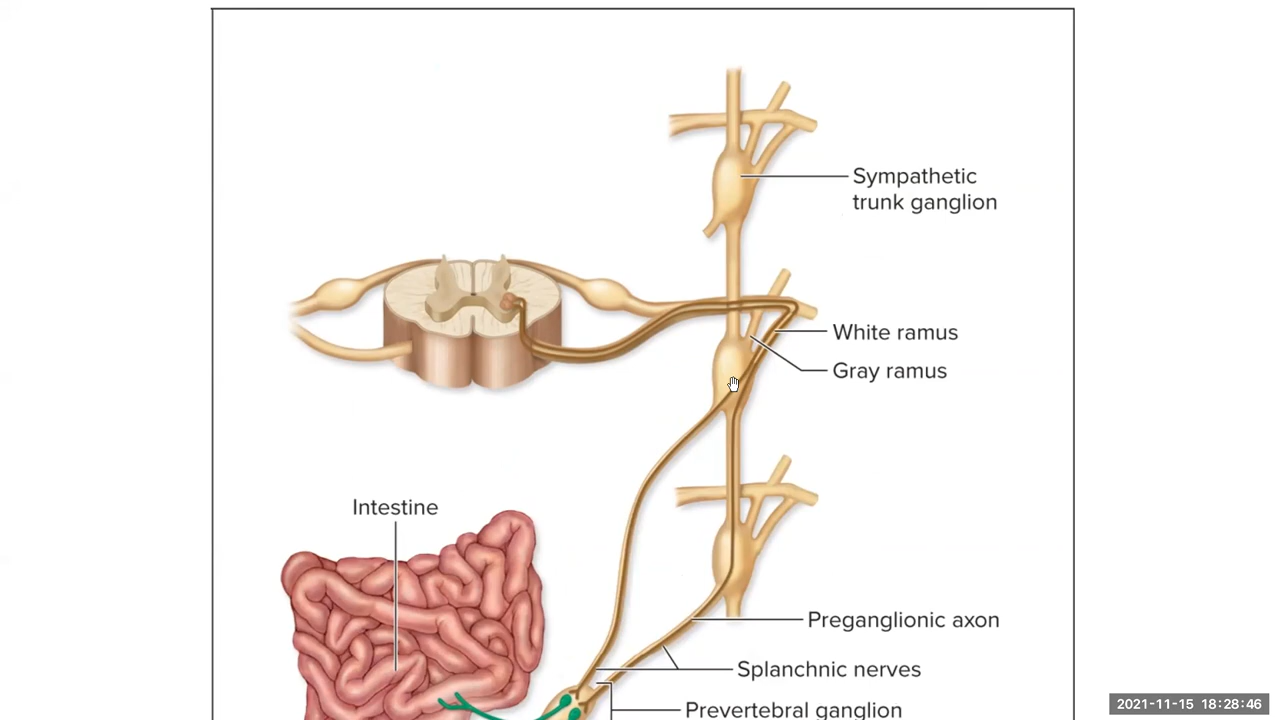 Sympathetic
trunk ganglion
White ramus
Gray ramus
Intestine
Preganglionic axon
Splanchnic nerves
Prevertebral ganglion
2021-11-15 18:28:46